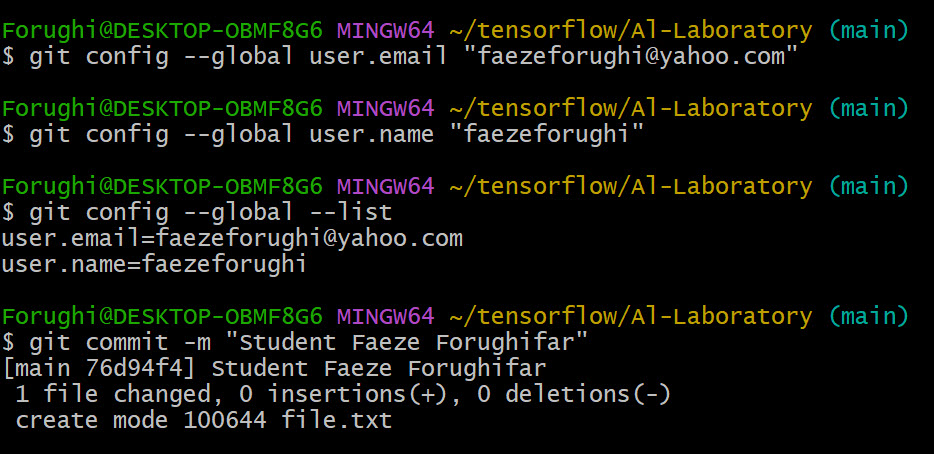 Forughi@DESKTOP-OBMF8G6 MINGW64 ~/tensorflow/Al-Laboratory (main)
$ git config --global user.email "faezeforughi@yahoo.com"
Forughi@DESKTOP-OBMF8G6 MINGW64 ~/tensorflow/Al-Laboratory (main)
$ git config --global user.name "faezeforughi"
Forughi@DESKTOP-OBMF8G6 MINGW64 ~/tensorflow/Al-Laboratory (main)
$ git config --global --list
user.email=faezeforughi@yahoo.com
user.name=faezeforughi
Forughi@DESKTOP-OBMF8G6 MINGW64 ~/tensorflow/Al-Laboratory (main)
$ git commit -m "Student Faeze Forughifar"
[main 76d94f4] Student Faeze Forughifar
 1 file changed, 0 insertions(+), 0 deletions(-)
 create mode 100644 file.txt